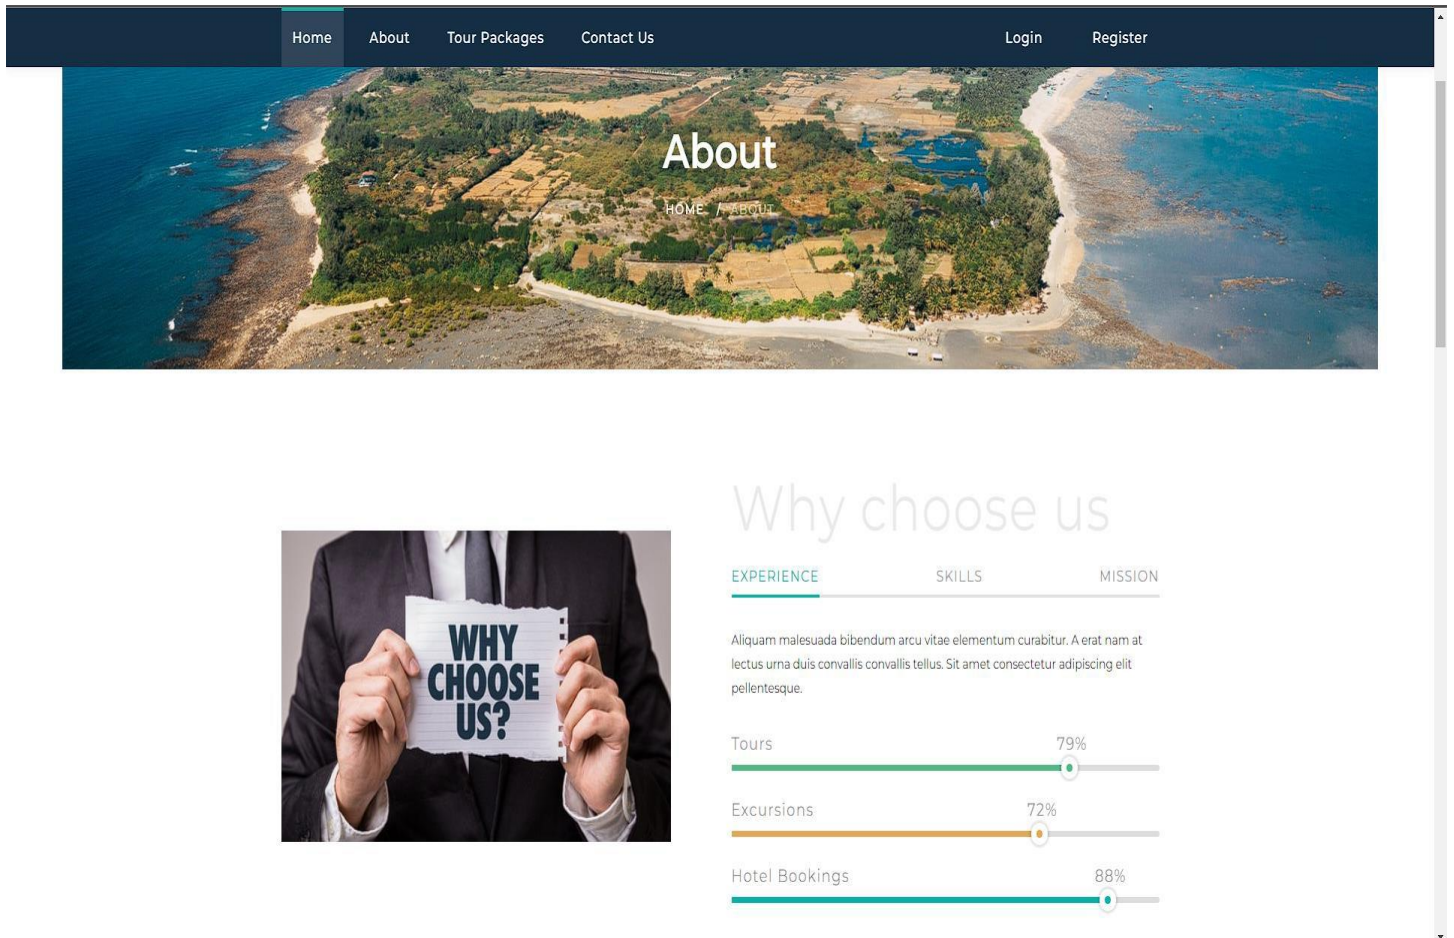 Home About Tour Packages Contact Us Login Register
About
HOME / ABOUT
Why choose us
WHY
CHOOSE
US?
EXPERIENCE SKILLS MISSION
Aliquam malesuada bibendum arcu vitae elementum curabitur. A erat nam at
lectus urna duis convallis convallis tellus. Sit amet consectetur adipiscing elit
pellentesque.
Tours 79%
Excursions 72%
Hotel Bookings 88%